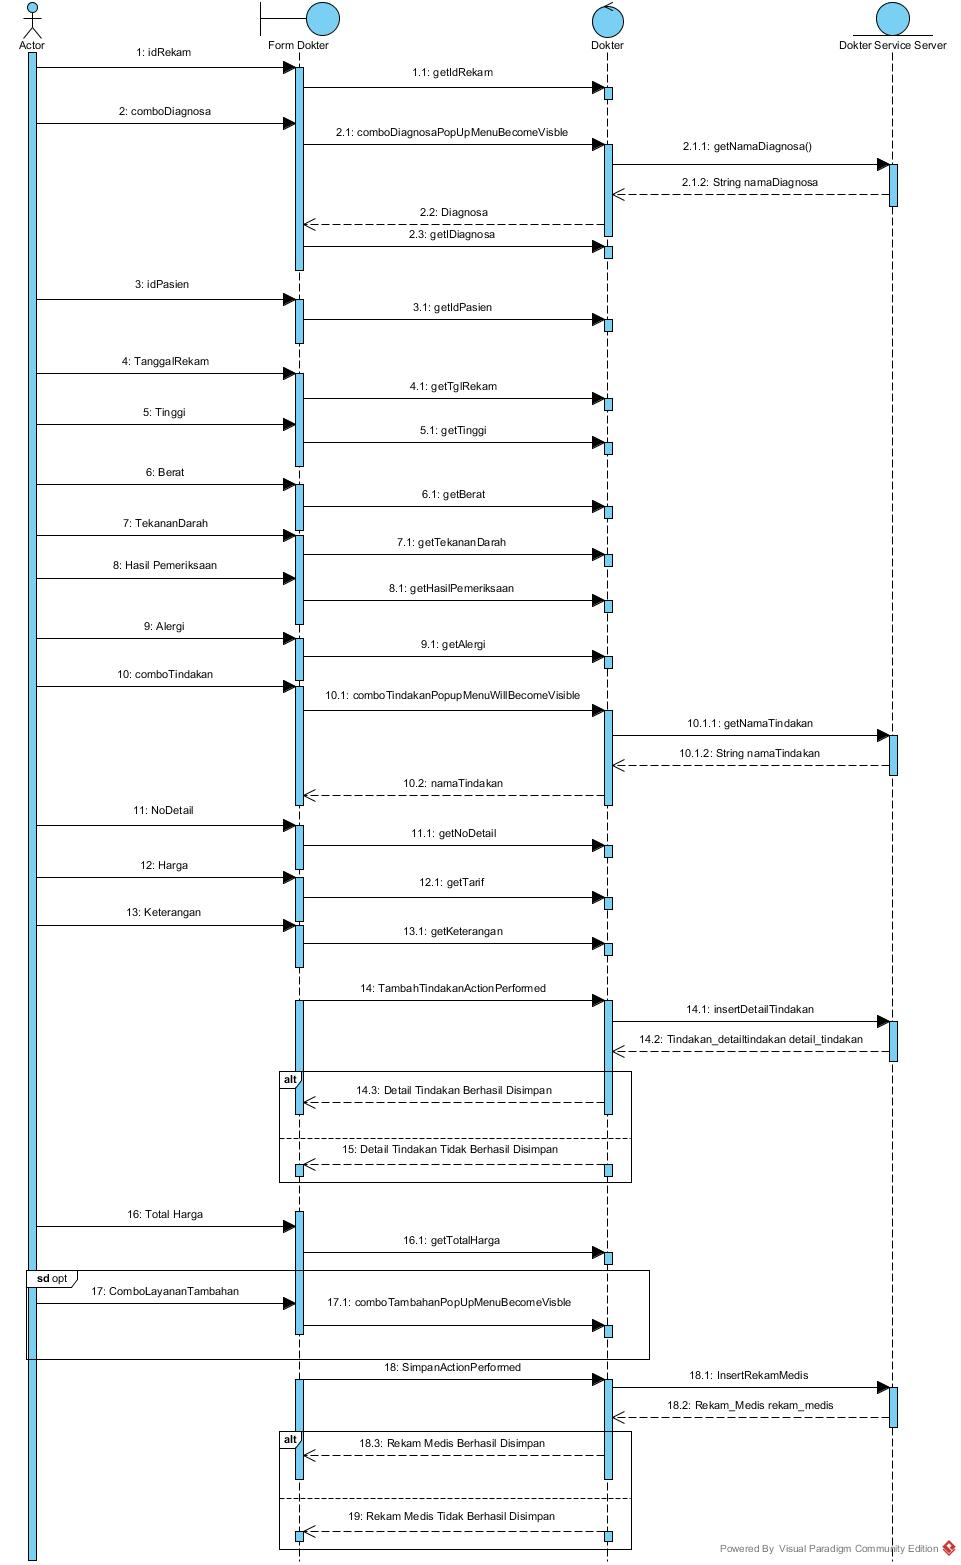 Actor
Form Dokter
Dokter
Dokter Service Server
1: idRekam
1.1: getIdRekam
2: comboDiagnosa
2.1: comboDiagnosaPopUpMenuBecomeVisble
2.1.1: getNamaDiagnosa()
2.1.2: String namaDiagnosa
2.2: Diagnosa
2.3: getIDiagnosa
3: idPasien
3.1: getIdPasien
4: TanggalRekam
4.1: getTglRekam
5: Tinggi
5.1: getTinggi
6: Berat
6.1: getBerat
7: TekananDarah
7.1: getTekananDarah
8: Hasil Pemeriksaan
8.1: getHasilPemeriksaan
9: Alergi
9.1: getAlergi
10: comboTindakan
10.1: comboTindakanPopupMenuWillBecomeVisible
10.1.1: getNamaTindakan
10.1.2: String namaTindakan
10.2: namaTindakan
11: NoDetail
11.1: getNoDetail
12: Harga
12.1: getTarif
13: Keterangan
13.1: getKeterangan
14: TambahTindakanActionPerformed
14.1: insertDetailTindakan
14.2: Tindakan_detailtindakan detail_tindakan
alt
14.3: Detail Tindakan Berhasil Disimpan
15: Detail Tindakan Tidak Berhasil Disimpan
16: Total Harga
16.1: getTotalHarga
sd opt
17: ComboLayananTambahan
17.1: comboTambahanPopUpMenuBecomeVisble
18: SimpanActionPerformed
18.1: InsertRekamMedis
18.2: Rekam_Medis rekam_medis
alt
18.3: Rekam Medis Berhasil Disimpan
19: Rekam Medis Tidak Berhasil Disimpan
Powered By Visual Paradigm Community Edition